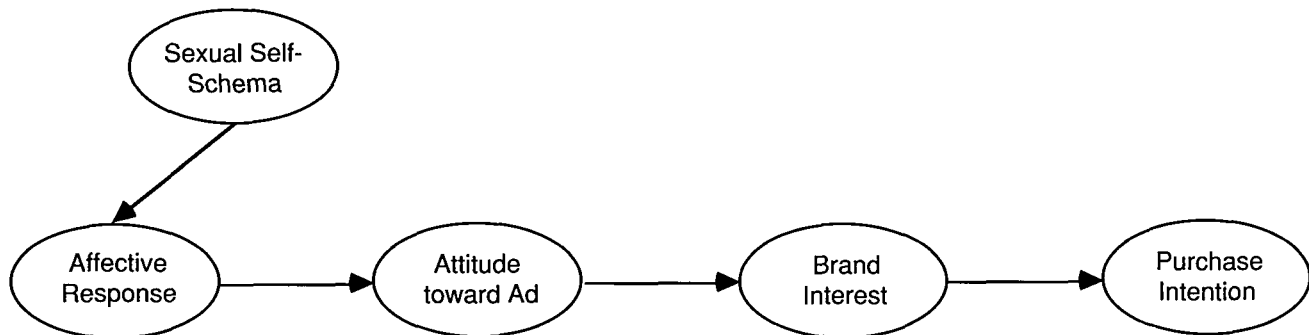 Sexual Self-
Schema
Affective
Response
Attitude
toward Ad
Brand
Interest
Purchase
Intention